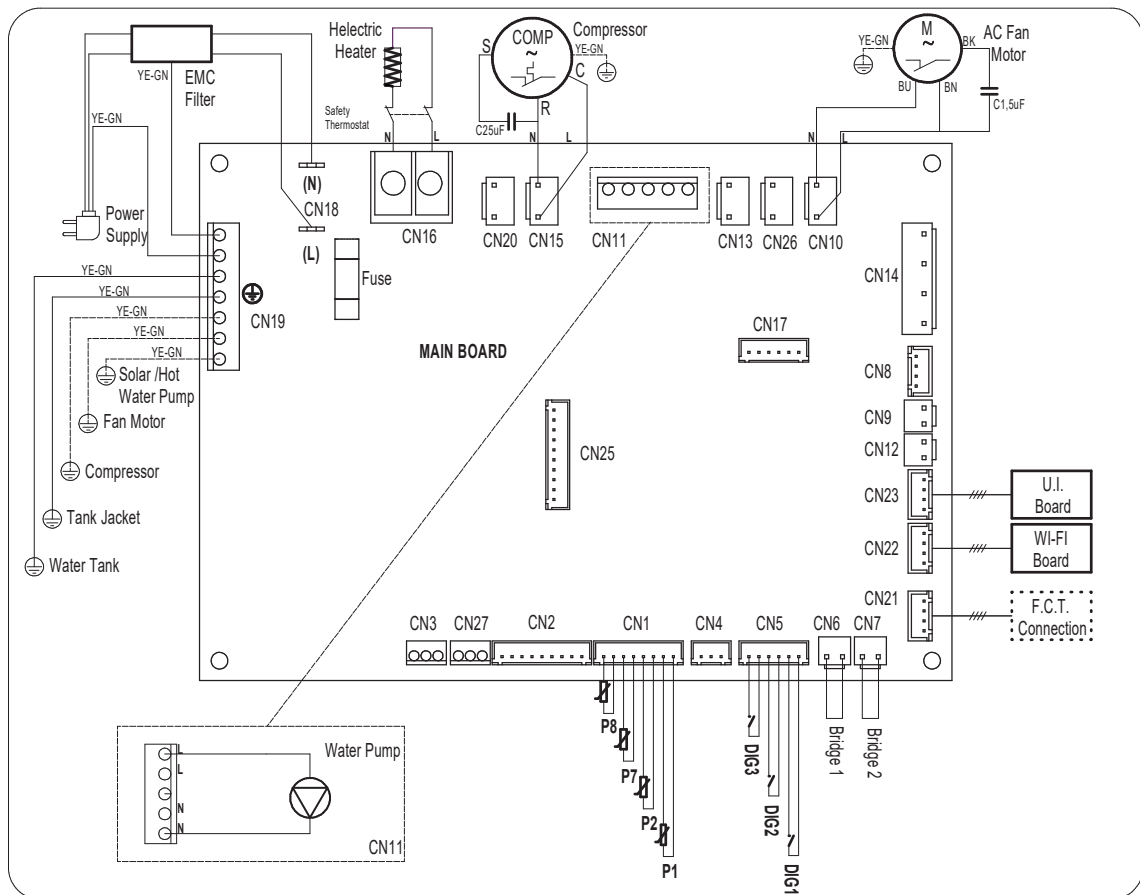 YE-GN
EMC
Filter
YE-GN
Power
Supply
Helectric
Heater
Safety
Thermostat
N
L
S
COMP
~
Compressor
YE-GN
C
R
C25uF
N
L
YE-GN
M
~
BK
AC Fan
Motor
BU
BN
C1,5uF
N
L
(N)
CN18
(L)
CN16
CN20
CN15
CN11
CN13
CN26
CN10
Fuse
CN19
YE-GN
YE-GN
YE-GN
YE-GN
YE-GN
Solar /Hot
Water Pump
Fan Motor
Compressor
Tank Jacket
Water Tank
MAIN BOARD
CN17
CN25
CN14
CN8
CN9
CN12
CN23
U.I.
Board
CN22
WI-FI
Board
CN21
F.C.T.
Connection
CN3
CN27
CN2
CN1
CN4
CN5
CN6
CN7
P8
P7
P2
P1
DIG3
DIG2
DIG1
Bridge 1
Bridge 2
L
L
N
N
Water Pump
CN11